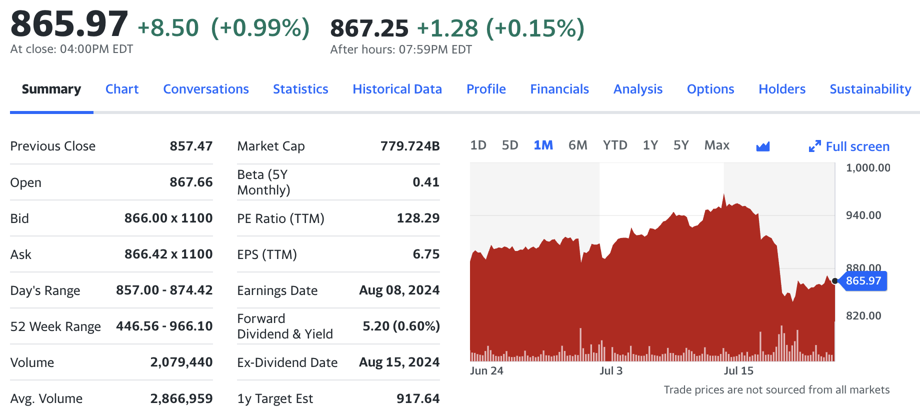 865.97 +8.50 (+0.99%) 867.25 +1.28 (+0.15%)
At close: 04:00PM EDT After hours: 07:59PM EDT
Summary Chart Conversations Statistics Historical Data Profile Financials Analysis Options Holders Sustainability
Previous Close 857.47
Open 867.66
Bid 866.00 x 1100
Ask 866.42 x 1100
Day's Range 857.00 - 874.42
52 Week Range 446.56 - 966.10
Volume 2,079,440
Avg. Volume 2,866,959
Market Cap 779.724B
Beta (5Y
Monthly) 0.41
PE Ratio (TTM) 128.29
EPS (TTM) 6.75
Earnings Date Aug 08, 2024
Forward
Dividend & Yield 5.20 (0.60%)
Ex-Dividend Date Aug 15, 2024
1y Target Est 917.64
1D 5D 1M 6M YTD 1Y 5Y Max Full screen
1,000.00
940.00
880.00
865.97
820.00
Jun 24 Jul 3 Jul 15
Trade prices are not sourced from all markets